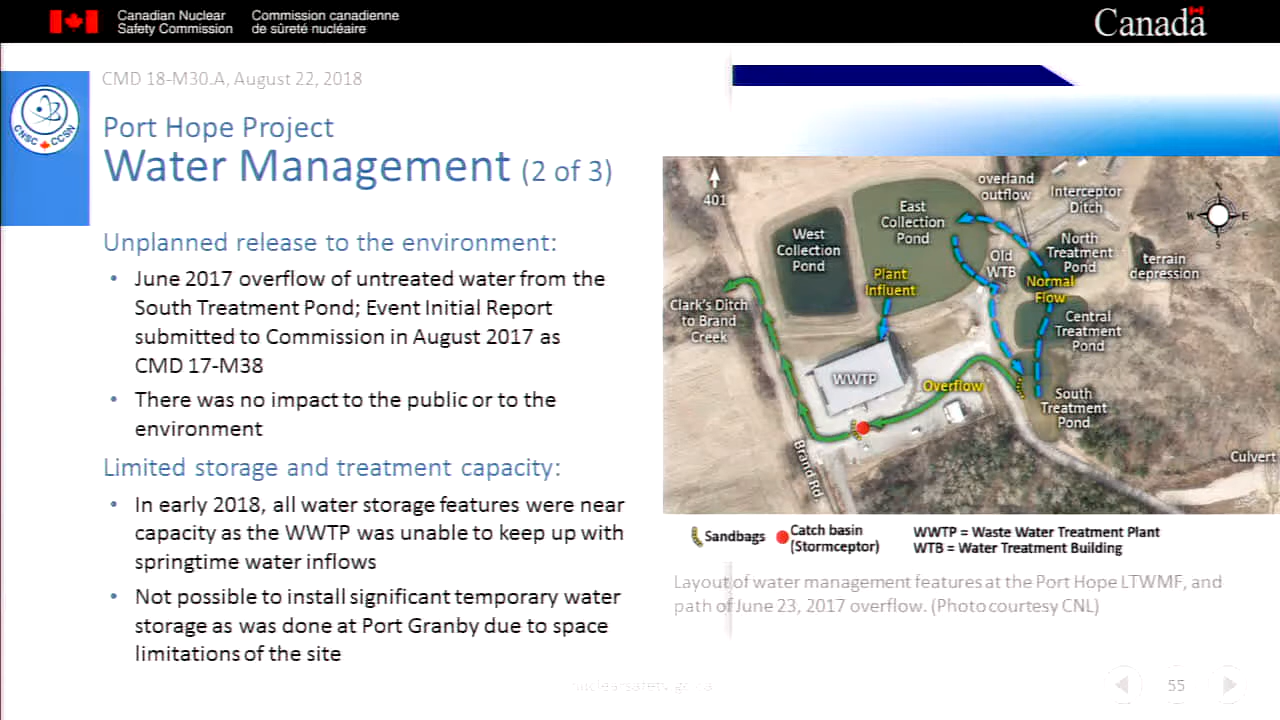 Canadian Nuclear
Safety Commission
Commission canadienne
de sûreté nucléaire
Canada
CMD 18-M30.A, August 22, 2018
CNSC CCSN
Port Hope Project
Water Management (2 of 3)
Unplanned release to the environment:
• June 2017 overflow of untreated water from the
South Treatment Pond; Event Initial Report
submitted to Commission in August 2017 as
CMD 17-M38
• There was no impact to the public or to the
environment
Limited storage and treatment capacity:
• In early 2018, all water storage features were near
capacity as the WWTP was unable to keep up with
springtime water inflows
• Not possible to install significant temporary water
storage as was done at Port Granby due to space
limitations of the site
401
overland
outflow
Interceptor
Ditch
N
W E
S
East
Collection
Pond
West
Collection
Pond
North
Treatment
Pond
Old
WTB
terrain
depression
Plant
Influent
Normal
Flow
Clark's Ditch
to Brand
Creek
Central
Treatment
Pond
WWTP
Overflow
South
Treatment
Pond
Brand Rd.
Culvert
Sandbags
Catch basin
(Stormceptor)
WWTP = Waste Water Treatment Plant
WTB = Water Treatment Building
Layout of water management features at the Port Hope LTWMF, and
path of June 23, 2017 overflow. (Photo courtesy CNL)
nuclearsafety.gc.ca
55